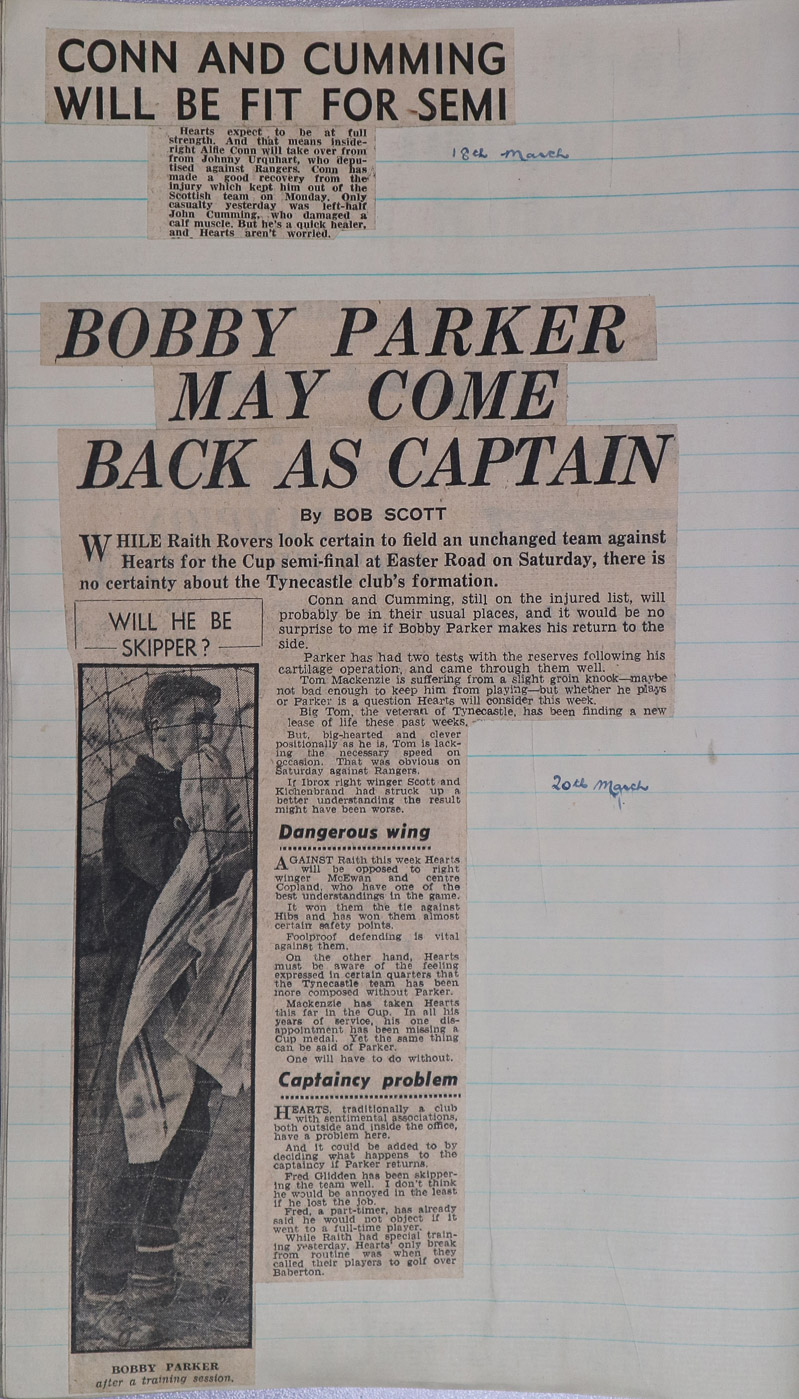 CONN AND CUMMING
WILL BE FIT FOR SEMI
Hearts expect to be at full
strength. And that means inside-
right Alfie Conn will take over from
from Johnny Urquhart, who depu-
tised against Rangers. Conn has
made a good recovery from the
injury which kept him out of the
Scottish team on Monday. Only
casualty yesterday was left-half
John Cumming, who damaged a
calf muscle. But he's a quick healer,
and Hearts aren't worried.
18th March
BOBBY PARKER
MAY COME
BACK AS CAPTAIN
By BOB SCOTT
WHILE Raith Rovers look certain to field an unchanged team against
Hearts for the Cup semi-final at Easter Road on Saturday, there is
no certainty about the Tynecastle club's formation.
WILL HE BE
SKIPPER?
Conn and Cumming, still on the injured list, will
probably be in their usual places, and it would be no
surprise to me if Bobby Parker makes his return to the
side.
Parker has had two tests with the reserves following his
cartilage operation, and came through them well.
Tom Mackenzie is suffering from a slight groin knock—maybe
not bad enough to keep him from playing—but whether he plays
or Parker is a question Hearts will consider this week.
Big Tom, the veteran of Tynecastle, has been finding a new
lease of life these past weeks.
But, big-hearted and clever
positionally as he is, Tom is lack-
ing the necessary speed on
occasion. That was obvious on
Saturday against Rangers.
If Ibrox right winger Scott and
Kichenbrand had struck up a
better understanding the result
might have been worse.
20th March
Dangerous wing
AGAINST Raith this week Hearts
will be opposed to right
winger McEwan and centre
Copland, who have one of the
best understandings in the game.
It won them the tie against
Hibs and has won them almost
certain safety points.
Foolproof defending is vital
against them.
On the other hand, Hearts
must be aware of the feeling
expressed in certain quarters that
the Tynecastle team has been
more composed without Parker.
Mackenzie has taken Hearts
this far in the Cup. In all his
years of service, his one dis-
appointment has been missing a
Cup medal. Yet the same thing
can be said of Parker.
One will have to do without.
Captaincy problem
HEARTS, traditionally a club
with sentimental associations,
both outside and inside the office,
have a problem here.
And it could be added to by
deciding what happens to the
captaincy if Parker returns.
Fred Glidden has been skipper-
ing the team well. I don't think
he would be annoyed in the least
if he lost the job.
Fred, a part-timer, has already
said he would not object if it
went to a full-time player.
While Raith had special train-
ing yesterday, Hearts' only break
from routine was when they
called their players to golf over
Baberton.
BOBBY PARKER
after a training session.